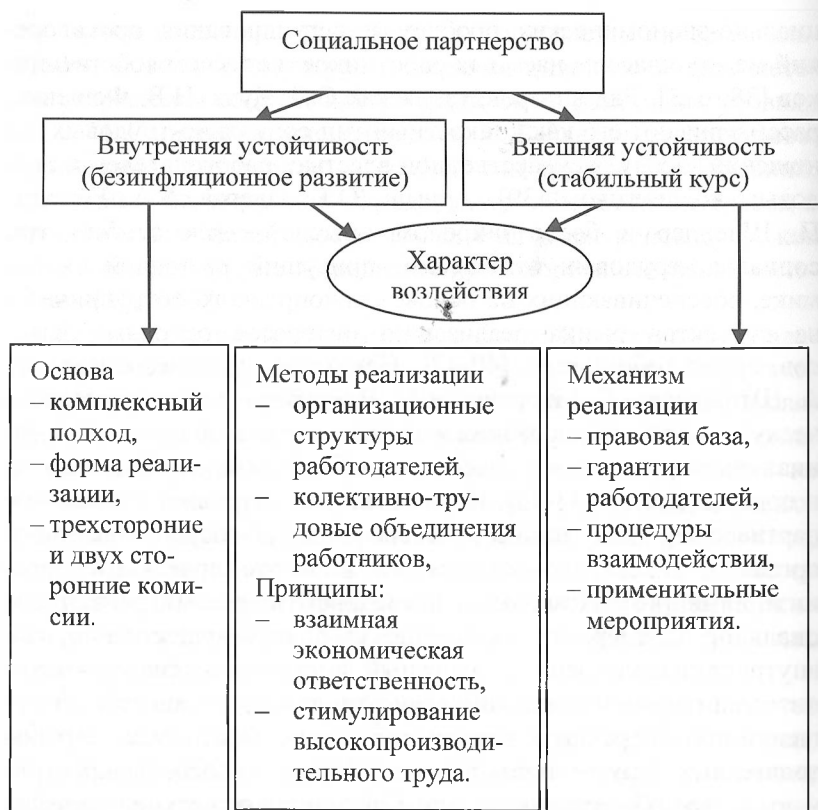 Социальное партнерство
Внутренняя устойчивость
(безинфляционное развитие)
Внешняя устойчивость
(стабильный курс)
Характер
воздействия
Основа
– комплексный
подход,
– форма реали-
зации,
– трехстороние
и двух сто-
ронние коми-
сии.
Методы реализации
– организационные
структуры
работодателей,
– колективно-тру-
довые объединения
работников,
Принципы:
– взаимная
экономическая
ответственность,
– стимулирование
высокопроизводи-
тельного труда.
Механизм
реализации
– правовая база,
– гарантии
работодателей,
– процедуры
взаимодействия,
– применительные
мероприятия.